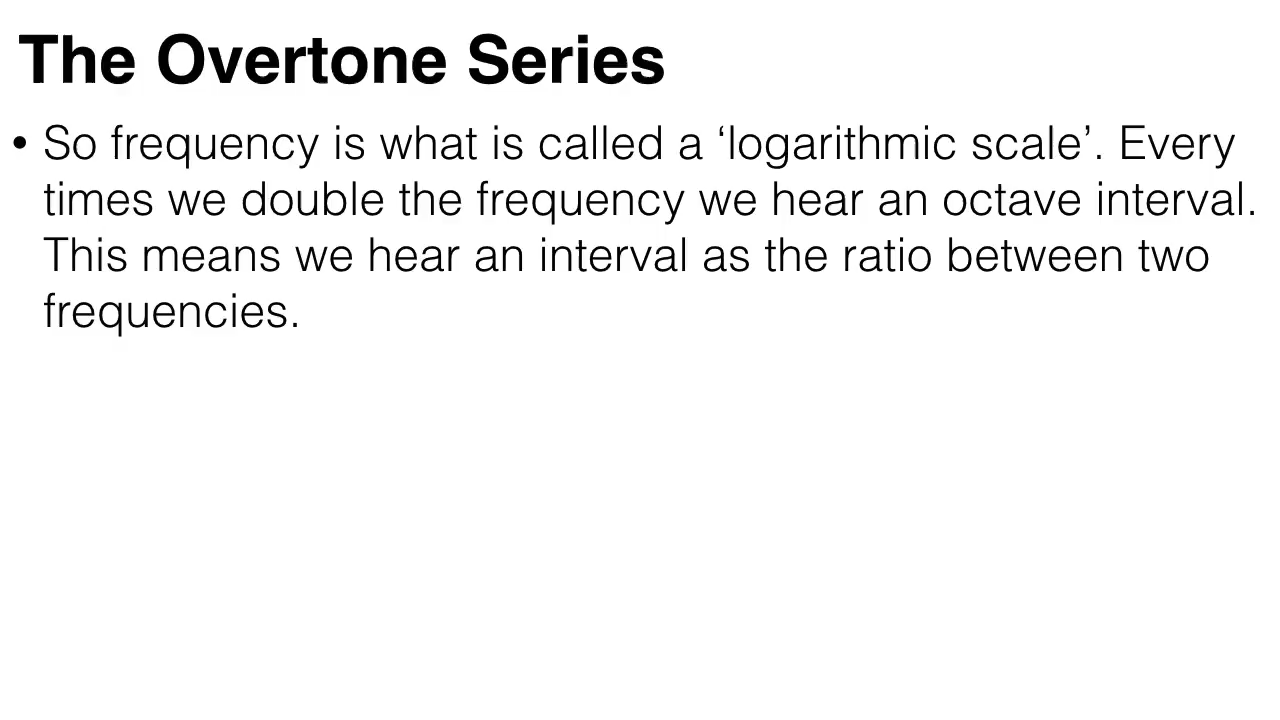 The Overtone Series
• So frequency is what is called a ‘logarithmic scale’. Every
times we double the frequency we hear an octave interval.
This means we hear an interval as the ratio between two
frequencies.